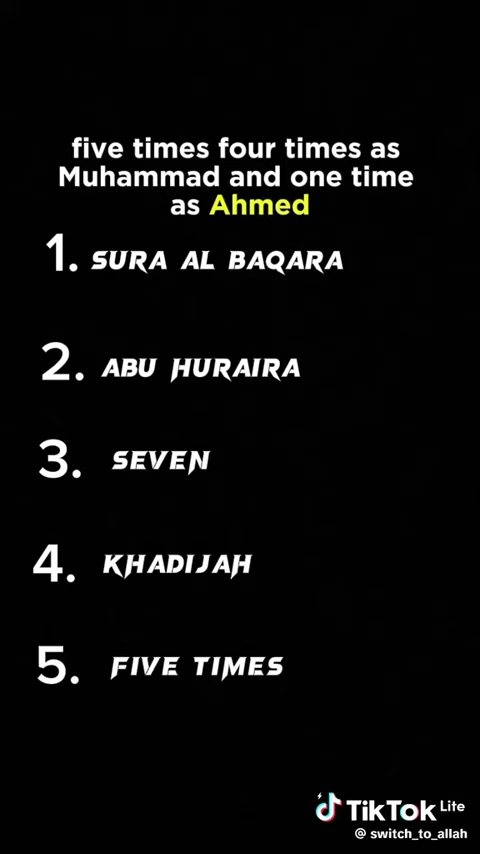 five times four times as
Muhammad and one time
as Ahmed
1. SURA AL BAQARA
2. ABU HURAIRA
3. SEVEN
4. KHADIJAH
5. FIVE TIMES
TikTok Lite
@ switch_to_allah